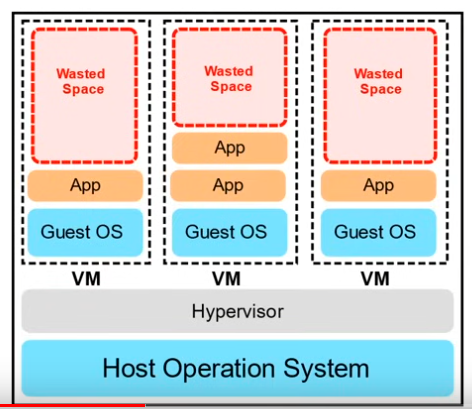 Wasted
Space
Wasted
Space
Wasted
Space
App
App
App
App
Guest OS
Guest OS
Guest OS
VM
VM
VM
Hypervisor
Host Operation System